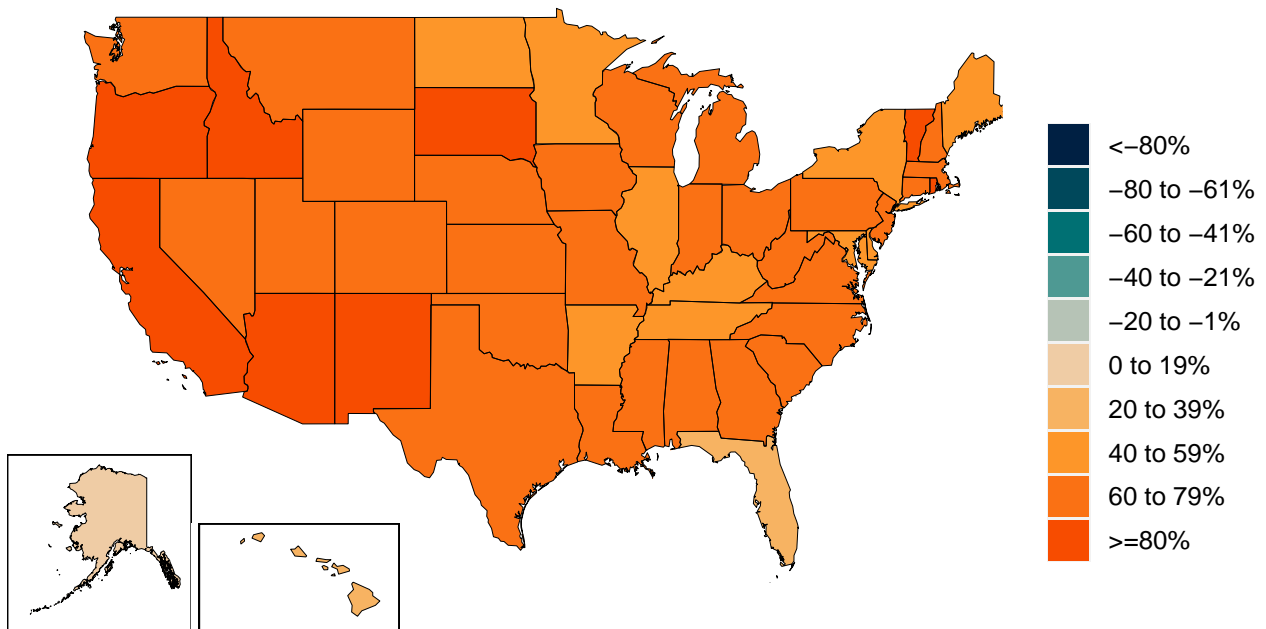 <−80%
−80 to −61%
−60 to −41%
−40 to −21%
−20 to −1%
0 to 19%
20 to 39%
40 to 59%
60 to 79%
>=80%